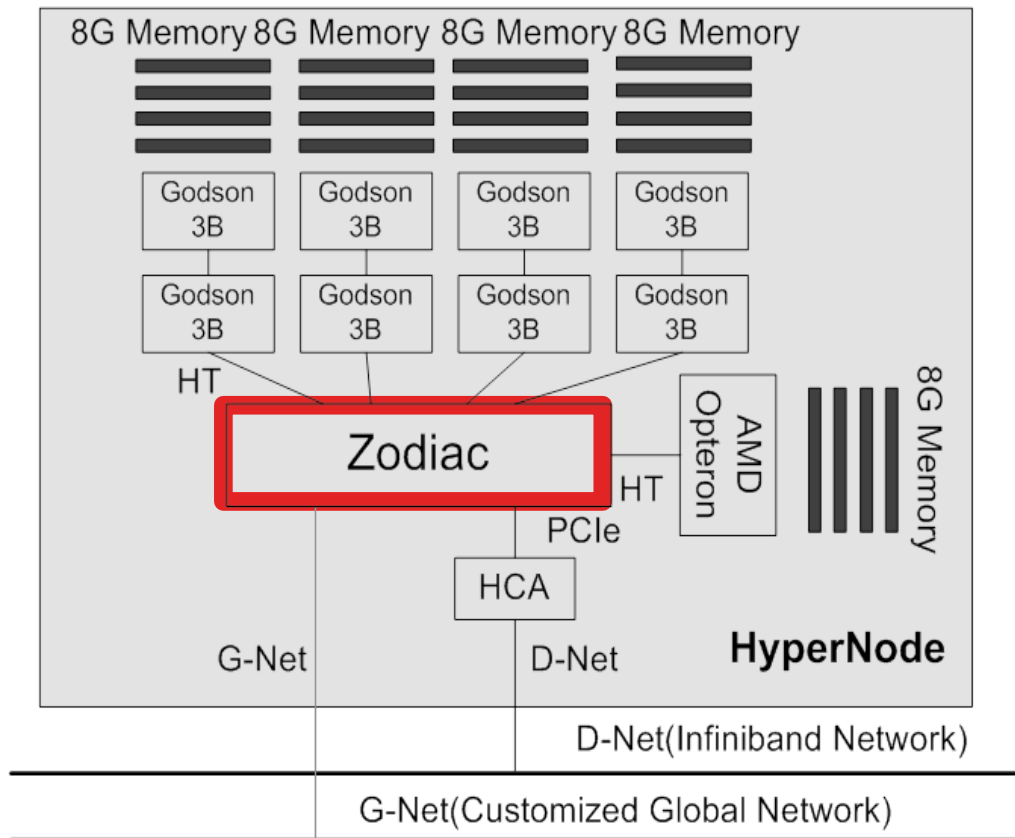 8G Memory 8G Memory 8G Memory 8G Memory
Godson
3B
Godson
3B
Godson
3B
Godson
3B
Godson
3B
Godson
3B
Godson
3B
Godson
3B
HT
Zodiac
HT
AMD
Opteron
8G Memory
PCIe
HCA
G-Net
D-Net
HyperNode
D-Net(Infiniband Network)
G-Net(Customized Global Network)